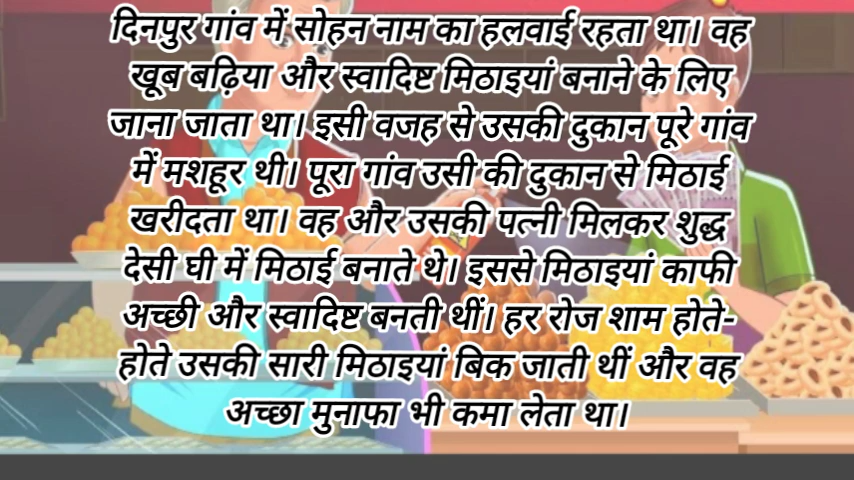 दिनपुर गांव में सोहन नाम का हलवाई रहता था। वह
खूब बढ़िया और स्वादिष्ट मिठाइयां बनाने के लिए
जाना जाता था। इसी वजह से उसकी दुकान पूरे गांव
में मशहूर थी। पूरा गांव उसी की दुकान से मिठाई
खरीदता था। वह और उसकी पत्नी मिलकर शुद्ध
देसी घी में मिठाई बनाते थे। इससे मिठाइयां काफी
अच्छी और स्वादिष्ट बनती थीं। हर रोज शाम होते-
होते उसकी सारी मिठाइयां बिक जाती थीं और वह
अच्छा मुनाफा भी कमा लेता था।